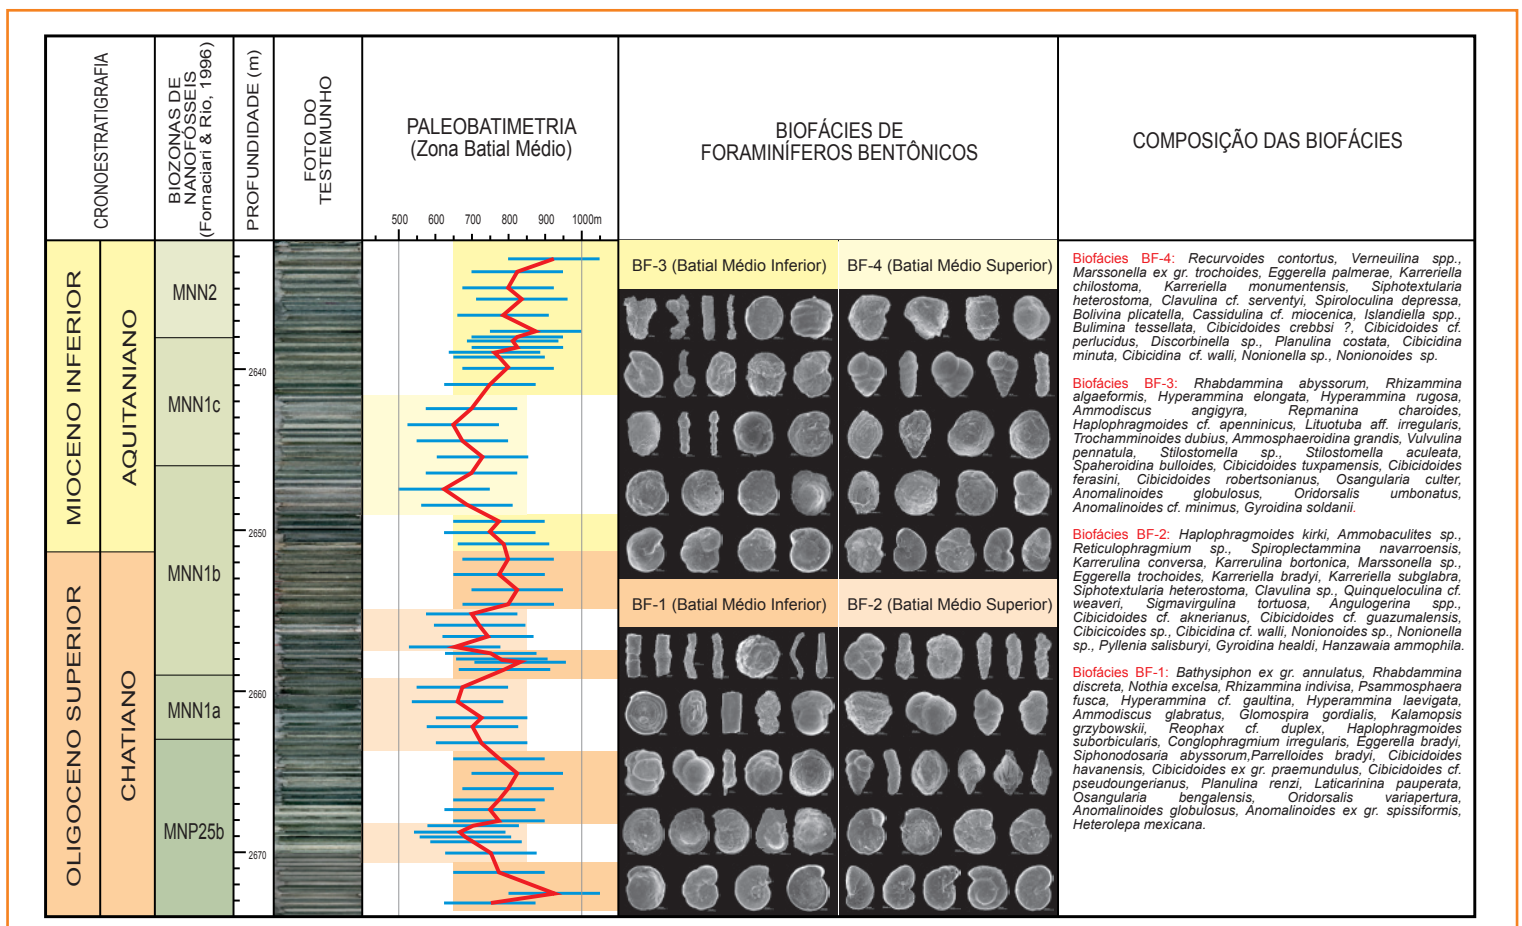 CRONOESTRATIGRAFIA
BIOZONAS DE
NANOFÓSSEIS
(Fornaciari & Rio, 1996)
PROFUNDIDADE (m)
FOTO DO
TESTEMUNHO
PALEOBATIMETRIA
(Zona Batial Médio)
500 600 700 800 900 1000m
BIOFÁCIES DE
FORAMINÍFEROS BENTÔNICOS
COMPOSIÇÃO DAS BIOFÁCIES
MIOCENO INFERIOR
AQUITANIANO
OLIGOCENO SUPERIOR
CHATIANO
MNN2
MNN1c
MNN1b
MNN1a
MNP25b
2640
2650
2660
2670
BF-3 (Batial Médio Inferior)
BF-4 (Batial Médio Superior)
BF-1 (Batial Médio Inferior)
BF-2 (Batial Médio Superior)
Biofácies BF-4: Recurvoides contortus, Verneuilina spp.,
Marssonella ex gr. trochoides, Eggerella palmerae, Karreriella
chilostoma, Karreriella monumentensis, Siphotextularia
heterostoma, Clavulina cf. serventyi, Spiroloculina depressa,
Bolivina plicatella, Cassidulina cf. miocenica, Islandiella spp.,
Bulimina tessellata, Cibicidoides crebbsi ?, Cibicidoides cf.
perlucidus, Discorbinella sp., Planulina costata, Cibicidina
minuta, Cibicidina cf. walli, Nonionella sp., Nonionoides sp.
Biofácies BF-3: Rhabdammina abyssorum, Rhizammina
algaeformis, Hyperammina elongata, Hyperammina rugosa,
Ammodiscus angigyra, Repmanina charoides,
Haplophragmoides cf. apenninicus, Lituotuba aff. irregularis,
Trochamminoides dubius, Ammosphaeroidina grandis, Vulvulina
pennatula, Stilostomella sp., Stilostomella aculeata,
Spaheroidina bulloides, Cibicidoides tuxpamensis, Cibicidoides
ferasini, Cibicidoides robertsonianus, Osangularia culter,
Anomalinoides globulosus, Oridorsalis umbonatus,
Anomalinoides cf. minimus, Gyroidina soldanii.
Biofácies BF-2: Haplophragmoides kirki, Ammobaculites sp.,
Reticulophragmium sp., Spiroplectammina navarroensis,
Karrerulina conversa, Karrerulina bortonica, Marssonella sp.,
Eggerella trochoides, Karreriella bradyi, Karreriella subglabra,
Siphotextularia heterostoma, Clavulina sp., Quinqueloculina cf.
weaveri, Sigmavirgulina tortuosa, Angulogerina spp.,
Cibicidoides cf. aknerianus, Cibicidoides cf. guazumalensis,
Cibicicoides sp., Cibicidina cf. walli, Nonionoides sp., Nonionella
sp., Pyllenia salisburyi, Gyroidina healdi, Hanzawaia ammophila.
Biofácies BF-1: Bathysiphon ex gr. annulatus, Rhabdammina
discreta, Nothia excelsa, Rhizammina indivisa, Psammosphaera
fusca, Hyperammina cf. gaultina, Hyperammina laevigata,
Ammodiscus glabratus, Glomospira gordialis, Kalamopsis
grzybowskii, Reophax cf. duplex, Haplophragmoides
suborbicularis, Conglophragmium irregularis, Eggerella bradyi,
Siphonodosaria abyssorum,Parrelloides bradyi, Cibicidoides
havanensis, Cibicidoides ex gr. praemundulus, Cibicidoides cf.
pseudoungerianus, Planulina renzi, Laticarinina pauperata,
Osangularia bengalensis, Oridorsalis variapertura,
Anomalinoides globulosus, Anomalinoides ex gr. spissiformis,
Heterolepa mexicana.